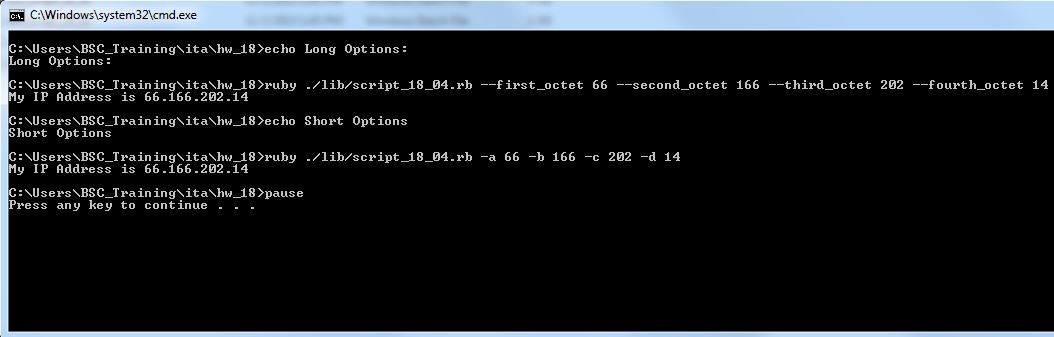 C:\Windows\system32\cmd.exe
C:\Users\BSC_Training\ita\hw_18>echo Long Options:
Long Options:
C:\Users\BSC_Training\ita\hw_18>ruby ./lib/script_18_04.rb --first_octet 66 --second_octet 166 --third_octet 202 --fourth_octet 14
My IP Address is 66.166.202.14
C:\Users\BSC_Training\ita\hw_18>echo Short Options
Short Options
C:\Users\BSC_Training\ita\hw_18>ruby ./lib/script_18_04.rb -a 66 -b 166 -c 202 -d 14
My IP Address is 66.166.202.14
C:\Users\BSC_Training\ita\hw_18>pause
Press any key to continue . . .